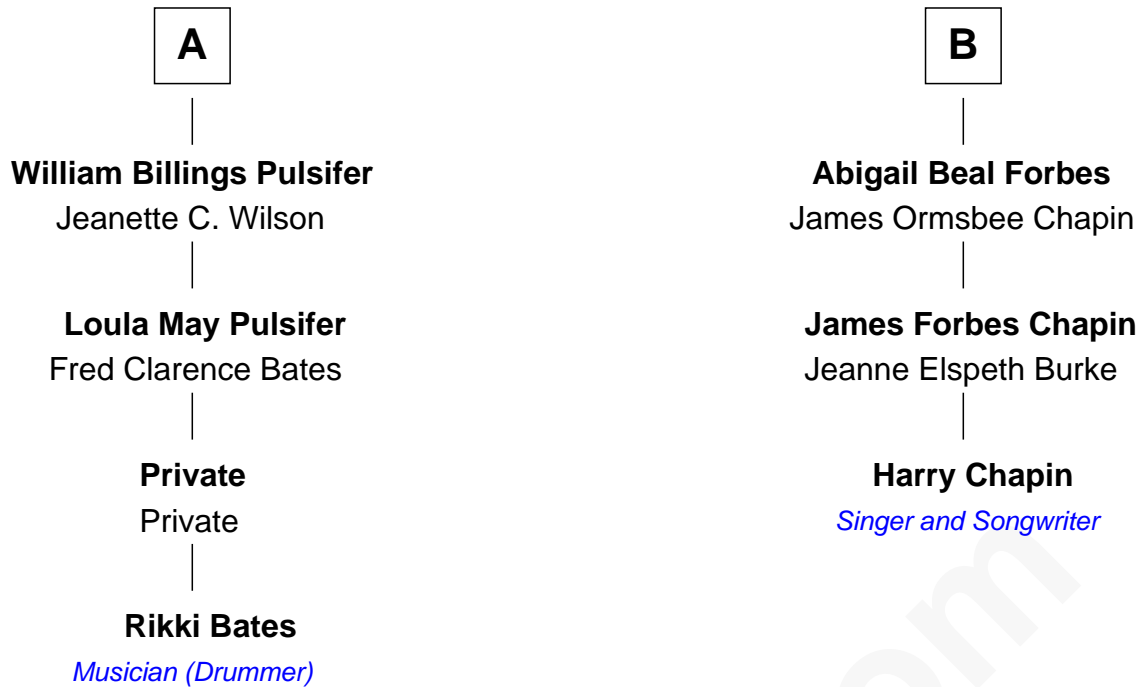 A
William Billings Pulsifer
Jeanette C. Wilson
Loula May Pulsifer
Fred Clarence Bates
Private
Private
Rikki Bates
Musician (Drummer)
B
Abigail Beal Forbes
James Ormsbee Chapin
James Forbes Chapin
Jeanne Elspeth Burke
Harry Chapin
Singer and Songwriter
om